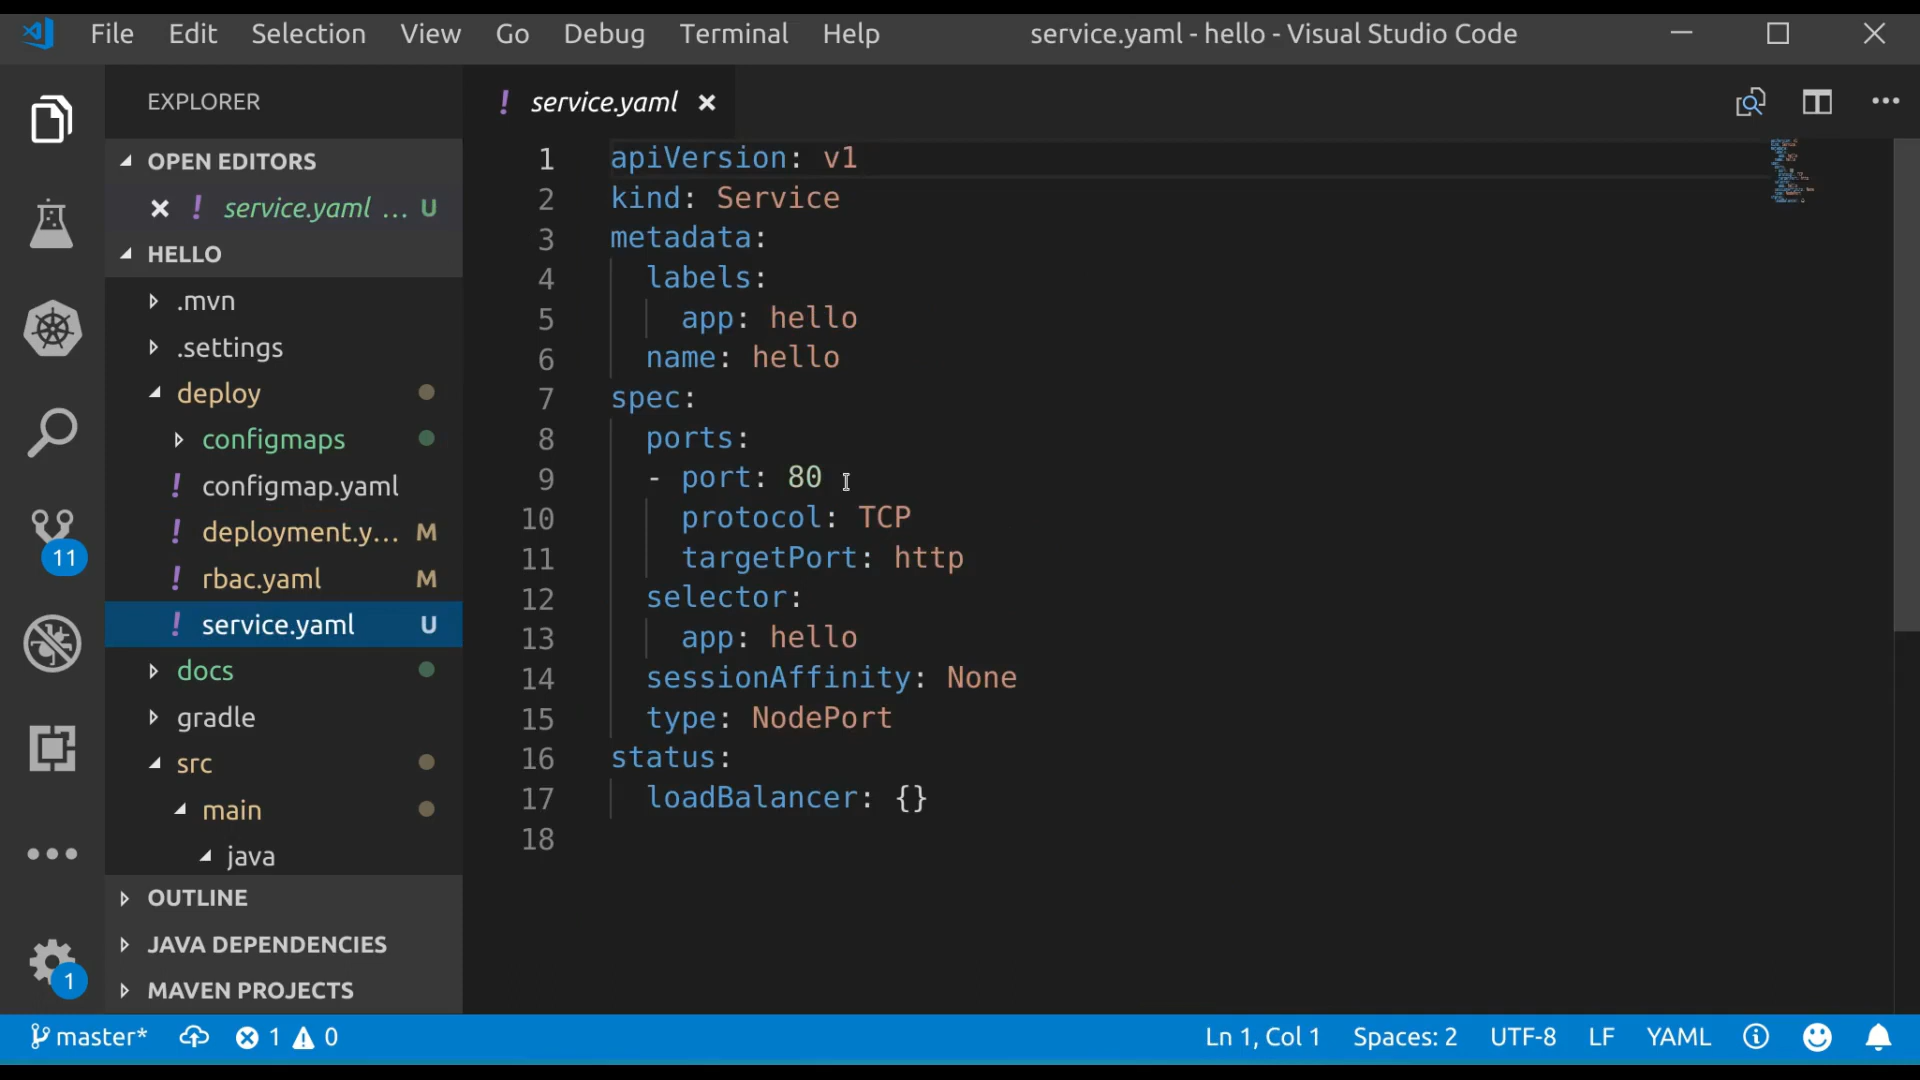 File Edit Selection View Go Debug Terminal Help service.yaml - hello - Visual Studio Code
EXPLORER
OPEN EDITORS
service.yaml ... U
HELLO
.mvn
.settings
deploy
configmaps
configmap.yaml
deployment.y... M
rbac.yaml M
service.yaml U
docs
gradle
src
main
java
OUTLINE
JAVA DEPENDENCIES
MAVEN PROJECTS
11
1
! service.yaml
1 apiVersion: v1
2 kind: Service
3 metadata:
4 labels:
5 app: hello
6 name: hello
7 spec:
8 ports:
9 - port: 80
10 protocol: TCP
11 targetPort: http
12 selector:
13 app: hello
14 sessionAffinity: None
15 type: NodePort
16 status:
17 loadBalancer: {}
18
master* 1 0 Ln 1, Col 1 Spaces: 2 UTF-8 LF YAML